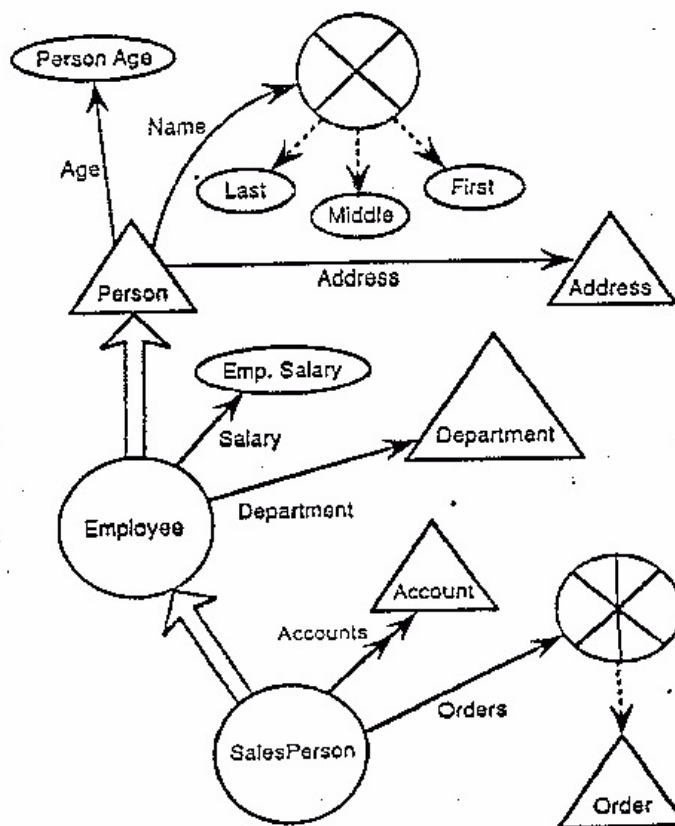 Person Age
Name
Age
Last
First
Middle
Person
Address
Address
Emp. Salary
Salary
Department
Department
Employee
Account
Accounts
Orders
SalesPerson
Order